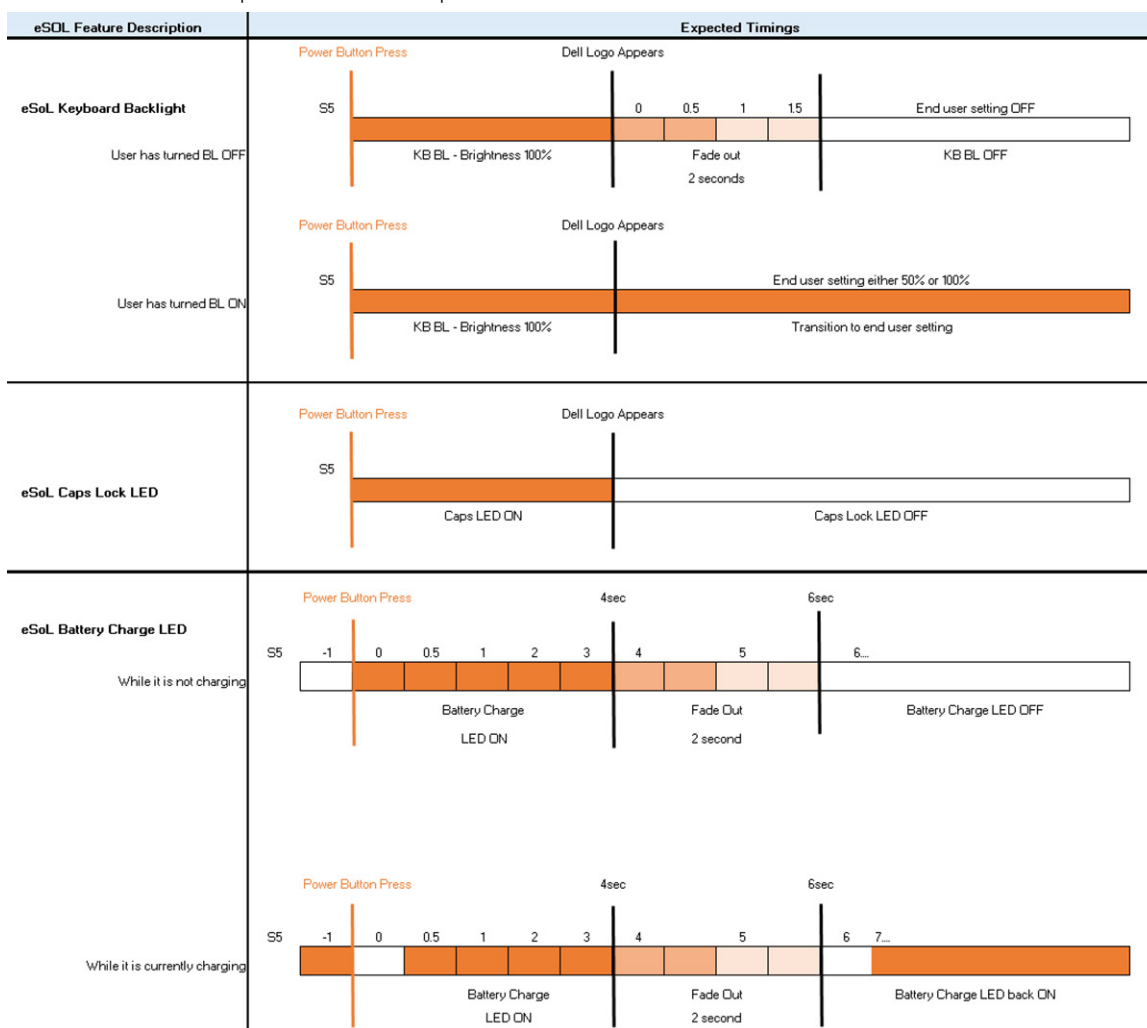 eSOL Feature Description
Expected Timings
Power Button Press
Dell Logo Appears
eSoL Keyboard Backlight
S5
0 0.5 1 1.5
End user setting OFF
User has turned BL OFF
KB BL - Brightness 100%
Fade out
KB BL OFF
2 seconds
Power Button Press
Dell Logo Appears
S5
End user setting either 50% or 100%
User has turned BL ON
KB BL - Brightness 100%
Transition to end user setting
Power Button Press
Dell Logo Appears
S5
eSoL Caps Lock LED
Caps LED ON
Caps Lock LED OFF
Power Button Press
4sec
6sec
eSoL Battery Charge LED
S5 -1 0 0.5 1 2 3 4 5 6....
While it is not charging
Battery Charge
Fade Out
Battery Charge LED OFF
LED ON
2 second
Power Button Press
4sec
6sec
S5 -1 0 0.5 1 2 3 4 5 6 7....
While it is currently charging
Battery Charge
Fade Out
Battery Charge LED back ON
LED ON
2 second